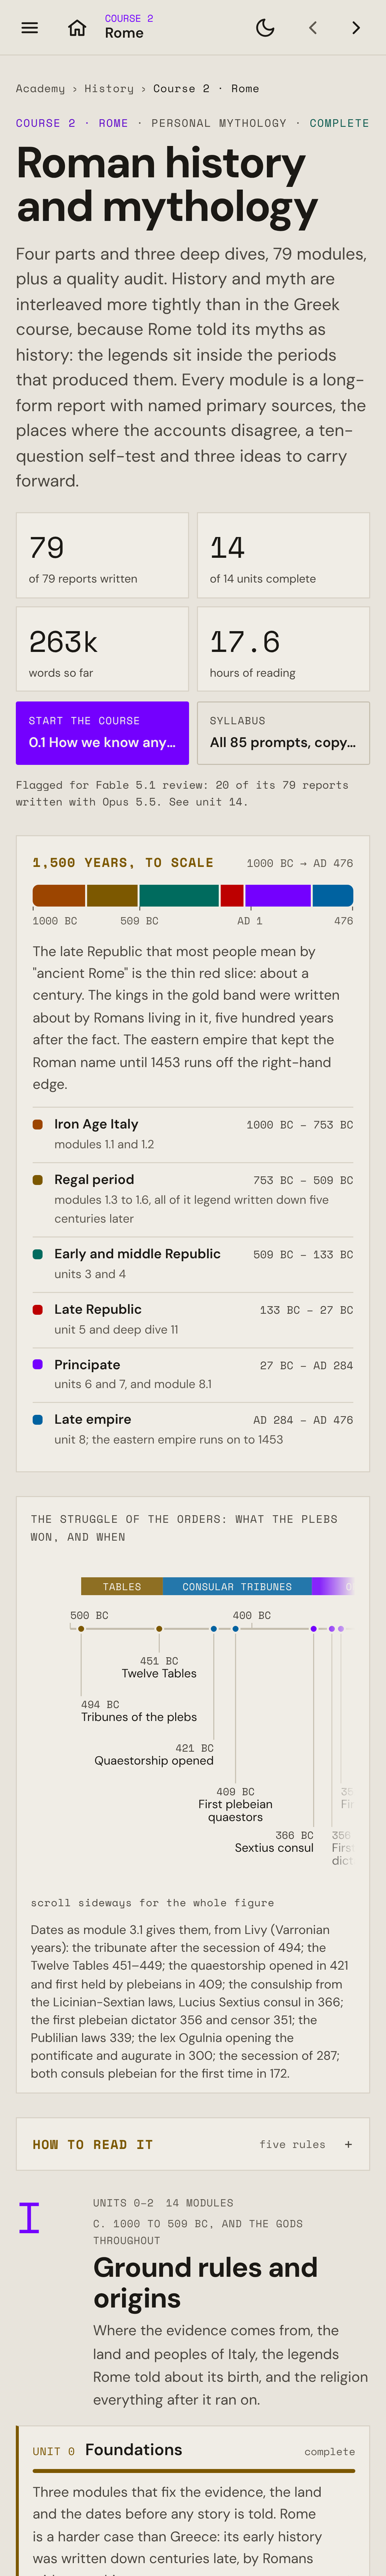 COURSE 2
Rome
Academy › History › Course 2 · Rome
COURSE 2 · ROME · PERSONAL MYTHOLOGY · COMPLETE
Roman history
and mythology
Four parts and three deep dives, 79 modules,
plus a quality audit. History and myth are
interleaved more tightly than in the Greek
course, because Rome told its myths as
history: the legends sit inside the periods
that produced them. Every module is a long-
form report with named primary sources, the
places where the accounts disagree, a ten-
question self-test and three ideas to carry
forward.
79
of 79 reports written
14
of 14 units complete
263k
words so far
17.6
hours of reading
START THE COURSE
0.1 How we know any…
SYLLABUS
All 85 prompts, copy…
Flagged for Fable 5.1 review: 20 of its 79 reports
written with Opus 5.5. See unit 14.
1,500 YEARS, TO SCALE
1000 BC → AD 476
1000 BC 509 BC AD 1 476
The late Republic that most people mean by
"ancient Rome" is the thin red slice: about a
century. The kings in the gold band were written
about by Romans living in it, five hundred years
after the fact. The eastern empire that kept the
Roman name until 1453 runs off the right-hand
edge.
Iron Age Italy 1000 BC – 753 BC
modules 1.1 and 1.2
Regal period 753 BC – 509 BC
modules 1.3 to 1.6, all of it legend written down five
centuries later
Early and middle Republic 509 BC – 133 BC
units 3 and 4
Late Republic 133 BC – 27 BC
unit 5 and deep dive 11
Principate 27 BC – AD 284
units 6 and 7, and module 8.1
Late empire AD 284 – AD 476
unit 8; the eastern empire runs on to 1453
THE STRUGGLE OF THE ORDERS: WHAT THE PLEBS
WON, AND WHEN
TABLES CONSULAR TRIBUNES
500 BC 400 BC
451 BC
Twelve Tables
494 BC
Tribunes of the plebs
421 BC
Quaestorship opened
409 BC
First plebeian
quaestors
35
Fir
366 BC
Sextius consul
356
First
dict
scroll sideways for the whole figure
Dates as module 3.1 gives them, from Livy (Varronian
years): the tribunate after the secession of 494; the
Twelve Tables 451–449; the quaestorship opened in 421
and first held by plebeians in 409; the consulship from
the Licinian-Sextian laws, Lucius Sextius consul in 366;
the first plebeian dictator 356 and censor 351; the
Publilian laws 339; the lex Ogulnia opening the
pontificate and augurate in 300; the secession of 287;
both consuls plebeian for the first time in 172.
HOW TO READ IT
five rules +
I
UNITS 0–2 14 MODULES
C. 1000 TO 509 BC, AND THE GODS
THROUGHOUT
Ground rules and
origins
Where the evidence comes from, the
land and peoples of Italy, the legends
Rome told about its birth, and the religion
everything after it ran on.
UNIT 0 Foundations complete
Three modules that fix the evidence, the land
and the dates before any story is told. Rome
is a harder case than Greece: its early history
was written down centuries late, by Romans